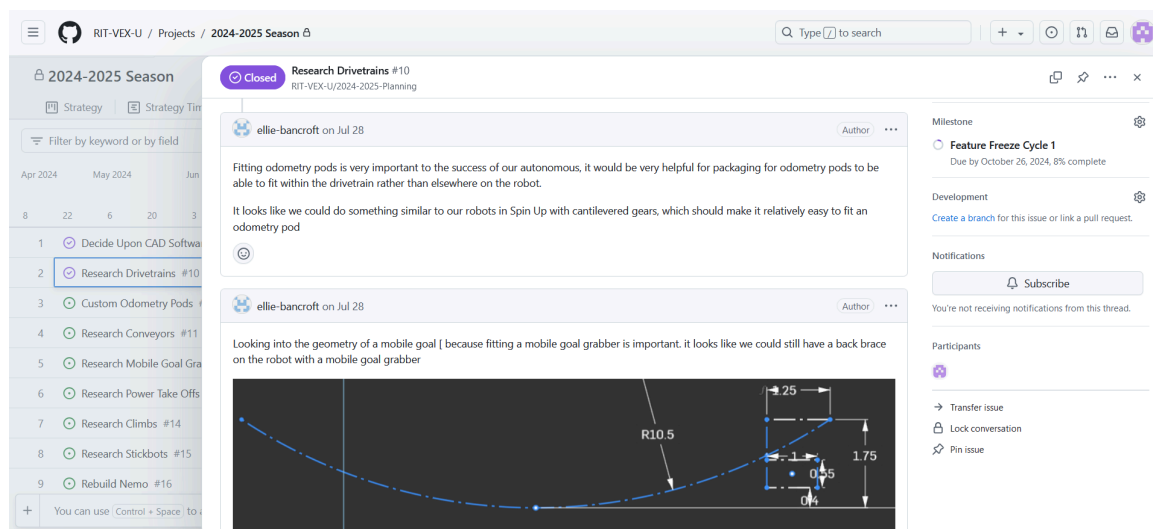 RIT-VEX-U / Projects / 2024-2025 Season
Type / to search
2024-2025 Season
Strategy
Strategy Tim
Filter by keyword or by field
Apr 2024 May 2024 Jun
8 22 6 20 3
1 Decide Upon CAD Softwa
2 Research Drivetrains #10
3 Custom Odometry Pods
4 Research Conveyors #11
5 Research Mobile Goal Gra
6 Research Power Take Offs
7 Research Climbs #14
8 Research Stickbots #15
9 Rebuild Nemo #16
+ You can use Control + Space to
Closed
Research Drivetrains #10
RIT-VEX-U/2024-2025-Planning
ellie-bancroft on Jul 28
Author
Fitting odometry pods is very important to the success of our autonomous, it would be very helpful for packaging for odometry pods to be
able to fit within the drivetrain rather than elsewhere on the robot.
It looks like we could do something similar to our robots in Spin Up with cantilevered gears, which should make it relatively easy to fit an
odometry pod
ellie-bancroft on Jul 28
Author
Looking into the geometry of a mobile goal [ because fitting a mobile goal grabber is important. it looks like we could still have a back brace
on the robot with a mobile goal grabber
R10.5
1.25
1.75
1
0.55
0.4
Milestone
Feature Freeze Cycle 1
Due by October 26, 2024, 8% complete
Development
Create a branch for this issue or link a pull request.
Notifications
Subscribe
You're not receiving notifications from this thread.
Participants
Transfer issue
Lock conversation
Pin issue